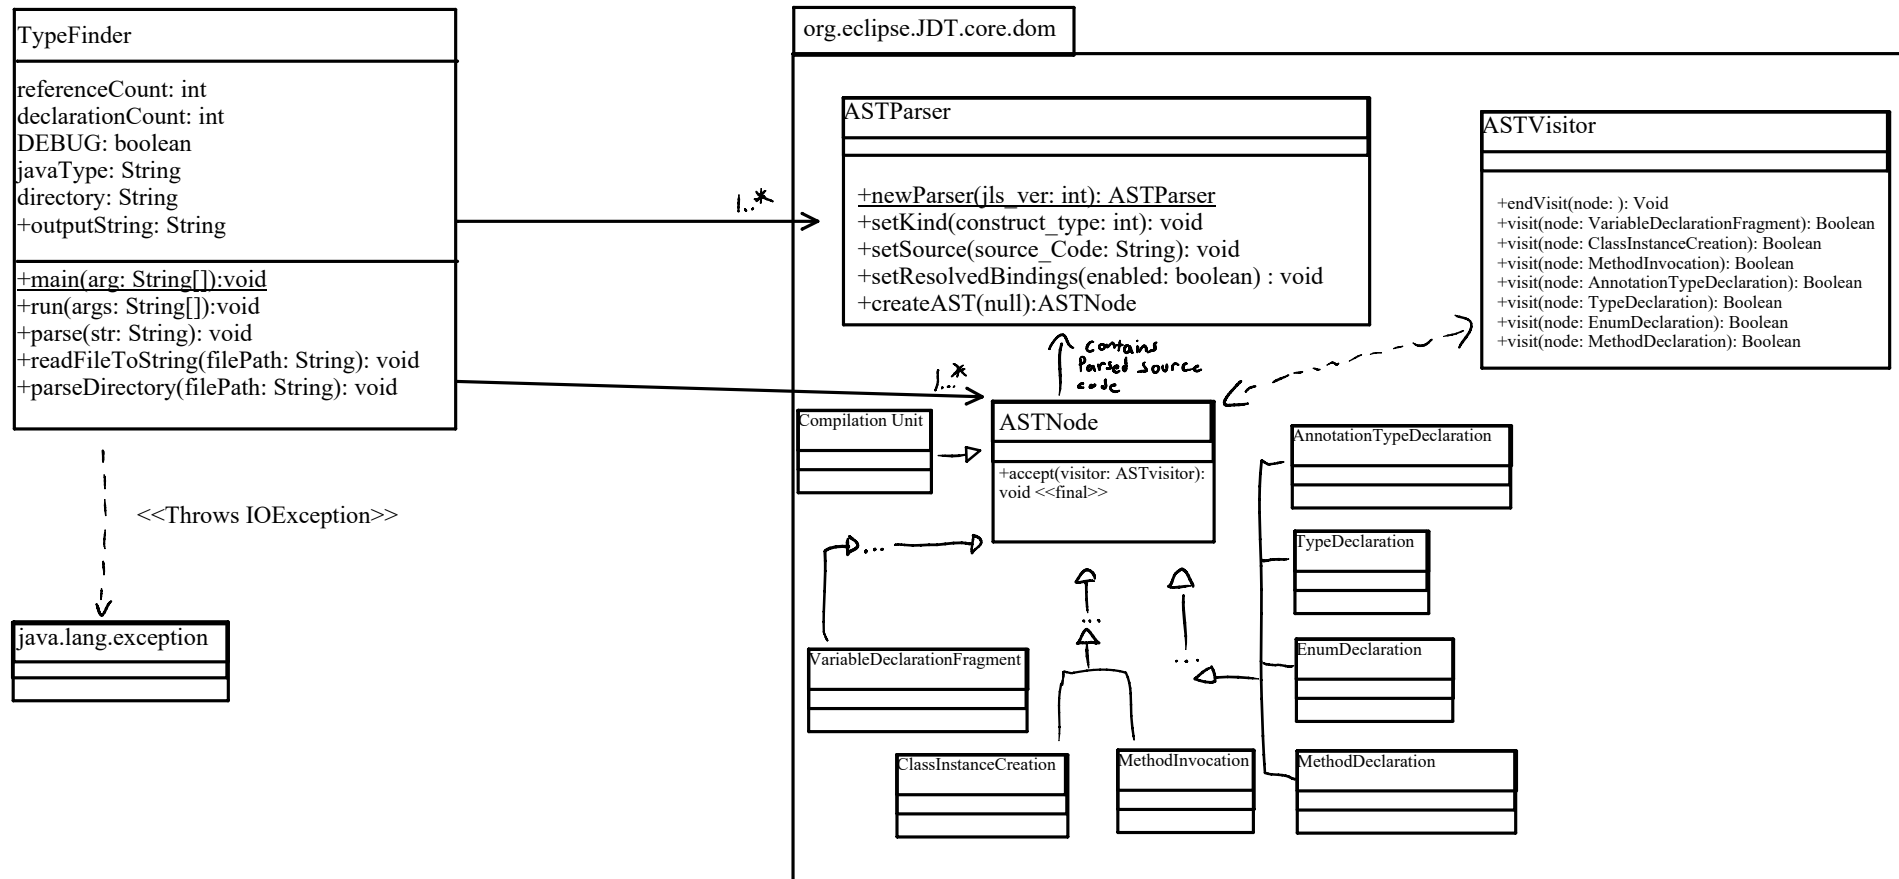 TypeFinder
referenceCount: int
declarationCount: int
DEBUG: boolean
javaType: String
directory: String
+outputString: String
+main(arg: String[]):void
+run(args: String[]):void
+parse(str: String): void
+readFileToString(filePath: String): void
+parseDirectory(filePath: String): void
<<Throws IOException>>
java.lang.exception
org.eclipse.JDT.core.dom
1..*
1...*
ASTParser
+newParser(jls_ver: int): ASTParser
+setKind(construct_type: int): void
+setSource(source_Code: String): void
+setResolvedBindings(enabled: boolean) : void
+createAST(null):ASTNode
ASTVisitor
+endVisit(node: ): Void
+visit(node: VariableDeclarationFragment): Boolean
+visit(node: ClassInstanceCreation): Boolean
+visit(node: MethodInvocation): Boolean
+visit(node: AnnotationTypeDeclaration): Boolean
+visit(node: TypeDeclaration): Boolean
+visit(node: EnumDeclaration): Boolean
+visit(node: MethodDeclaration): Boolean
contains
Parsed source
code
Compilation Unit
ASTNode
+accept(visitor: ASTvisitor):
void <<final>>
...
...
...
VariableDeclarationFragment
ClassInstanceCreation
MethodInvocation
AnnotationTypeDeclaration
TypeDeclaration
EnumDeclaration
MethodDeclaration